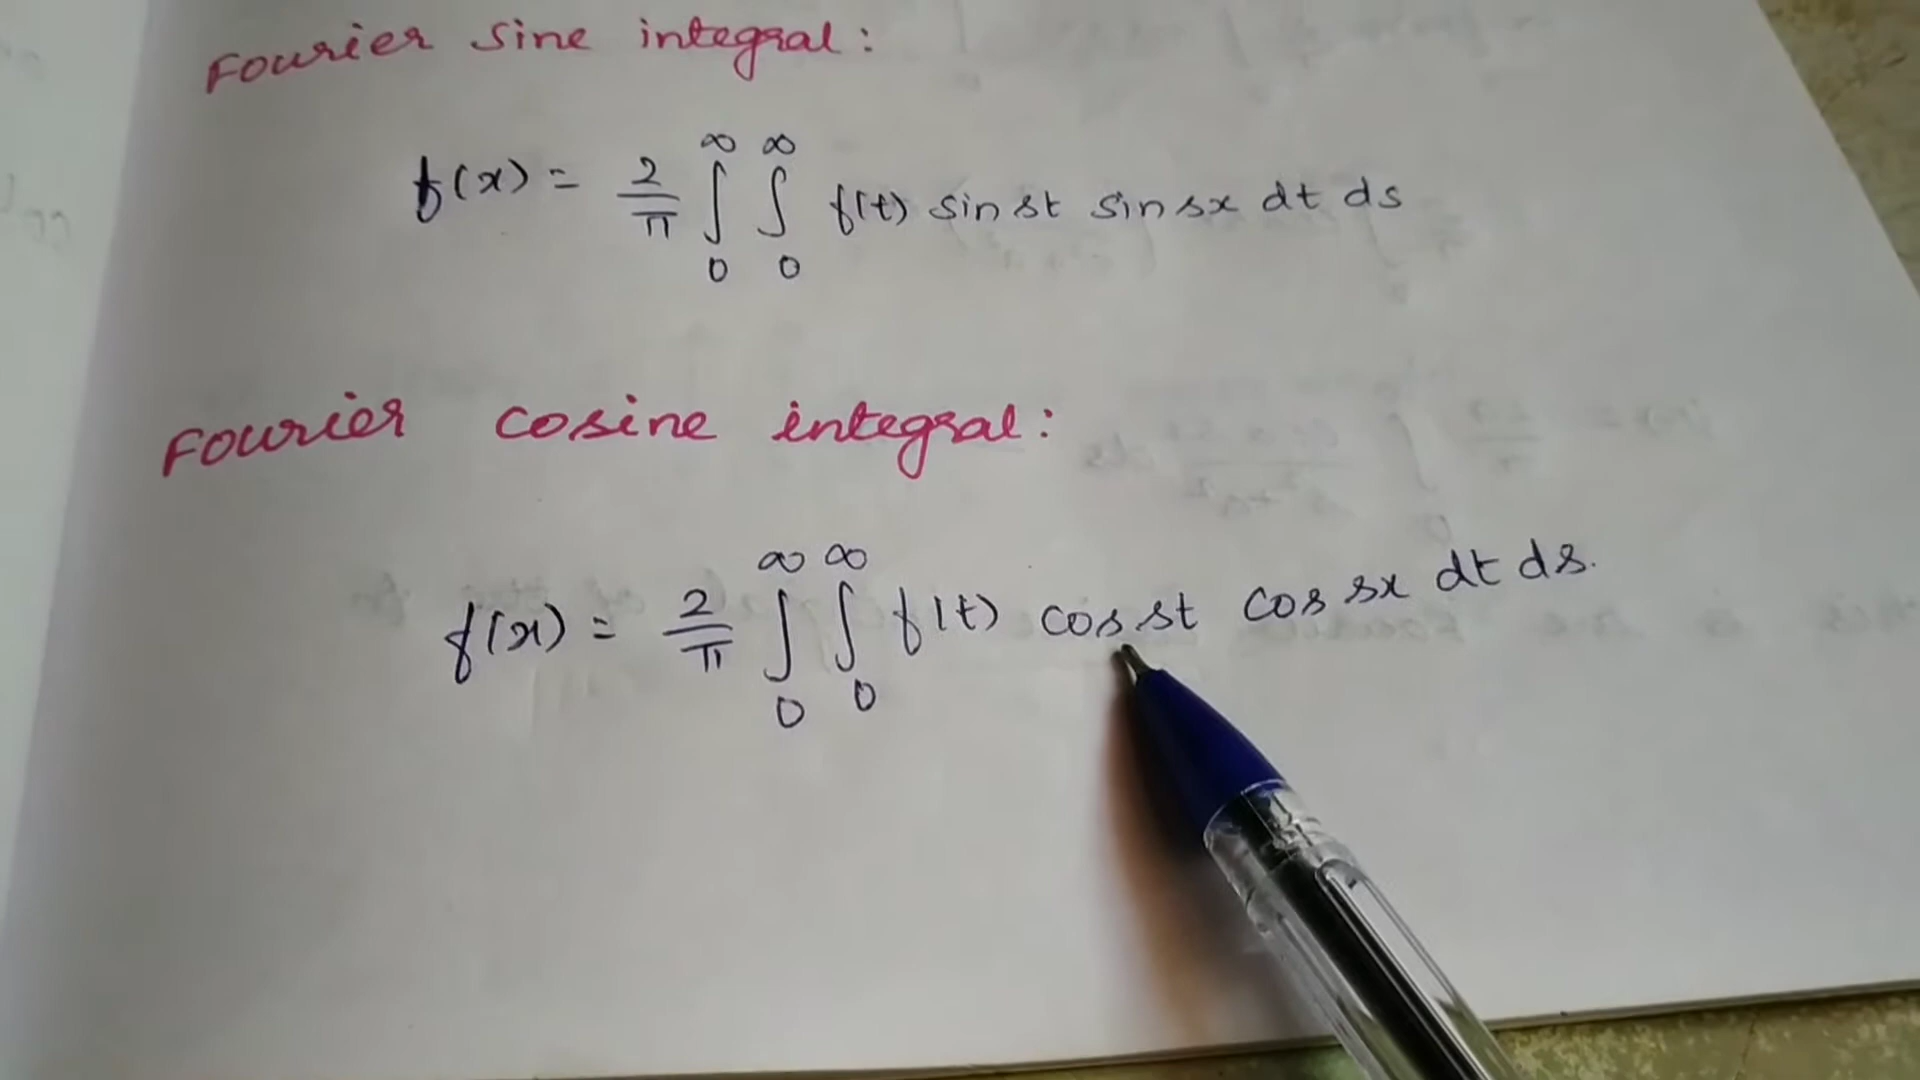 Fourier Sine integral:
f(x) = 2/π ∫₀^∞ ∫₀^∞ f(t) sin st sin sx dt ds
Fourier cosine integral:
f(x) = 2/π ∫₀^∞ ∫₀^∞ f(t) cos st cos sx dt ds.